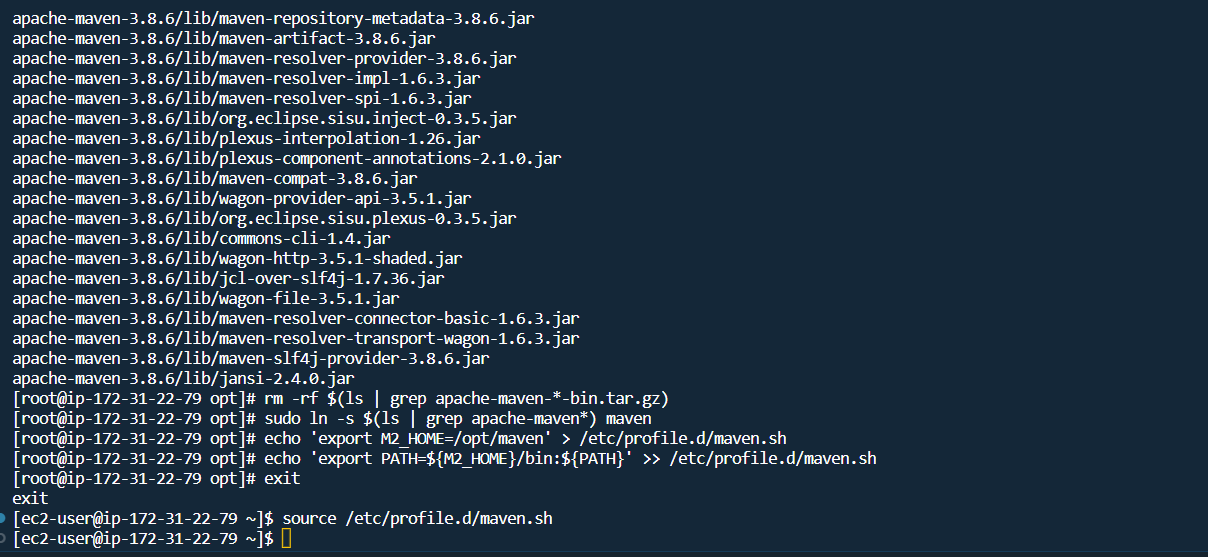 apache-maven-3.8.6/lib/maven-repository-metadata-3.8.6.jar
apache-maven-3.8.6/lib/maven-artifact-3.8.6.jar
apache-maven-3.8.6/lib/maven-resolver-provider-3.8.6.jar
apache-maven-3.8.6/lib/maven-resolver-impl-1.6.3.jar
apache-maven-3.8.6/lib/maven-resolver-spi-1.6.3.jar
apache-maven-3.8.6/lib/org.eclipse.sisu.inject-0.3.5.jar
apache-maven-3.8.6/lib/plexus-interpolation-1.26.jar
apache-maven-3.8.6/lib/plexus-component-annotations-2.1.0.jar
apache-maven-3.8.6/lib/maven-compat-3.8.6.jar
apache-maven-3.8.6/lib/wagon-provider-api-3.5.1.jar
apache-maven-3.8.6/lib/org.eclipse.sisu.plexus-0.3.5.jar
apache-maven-3.8.6/lib/commons-cli-1.4.jar
apache-maven-3.8.6/lib/wagon-http-3.5.1-shaded.jar
apache-maven-3.8.6/lib/jcl-over-slf4j-1.7.36.jar
apache-maven-3.8.6/lib/wagon-file-3.5.1.jar
apache-maven-3.8.6/lib/maven-resolver-connector-basic-1.6.3.jar
apache-maven-3.8.6/lib/maven-resolver-transport-wagon-1.6.3.jar
apache-maven-3.8.6/lib/maven-slf4j-provider-3.8.6.jar
apache-maven-3.8.6/lib/jansi-2.4.0.jar
[root@ip-172-31-22-79 opt]# rm -rf $(ls | grep apache-maven-*-bin.tar.gz)
[root@ip-172-31-22-79 opt]# sudo ln -s $(ls | grep apache-maven*) maven
[root@ip-172-31-22-79 opt]# echo 'export M2_HOME=/opt/maven' > /etc/profile.d/maven.sh
[root@ip-172-31-22-79 opt]# echo 'export PATH=${M2_HOME}/bin:${PATH}' >> /etc/profile.d/maven.sh
[root@ip-172-31-22-79 opt]# exit
exit
[ec2-user@ip-172-31-22-79 ~]$ source /etc/profile.d/maven.sh
[ec2-user@ip-172-31-22-79 ~]$